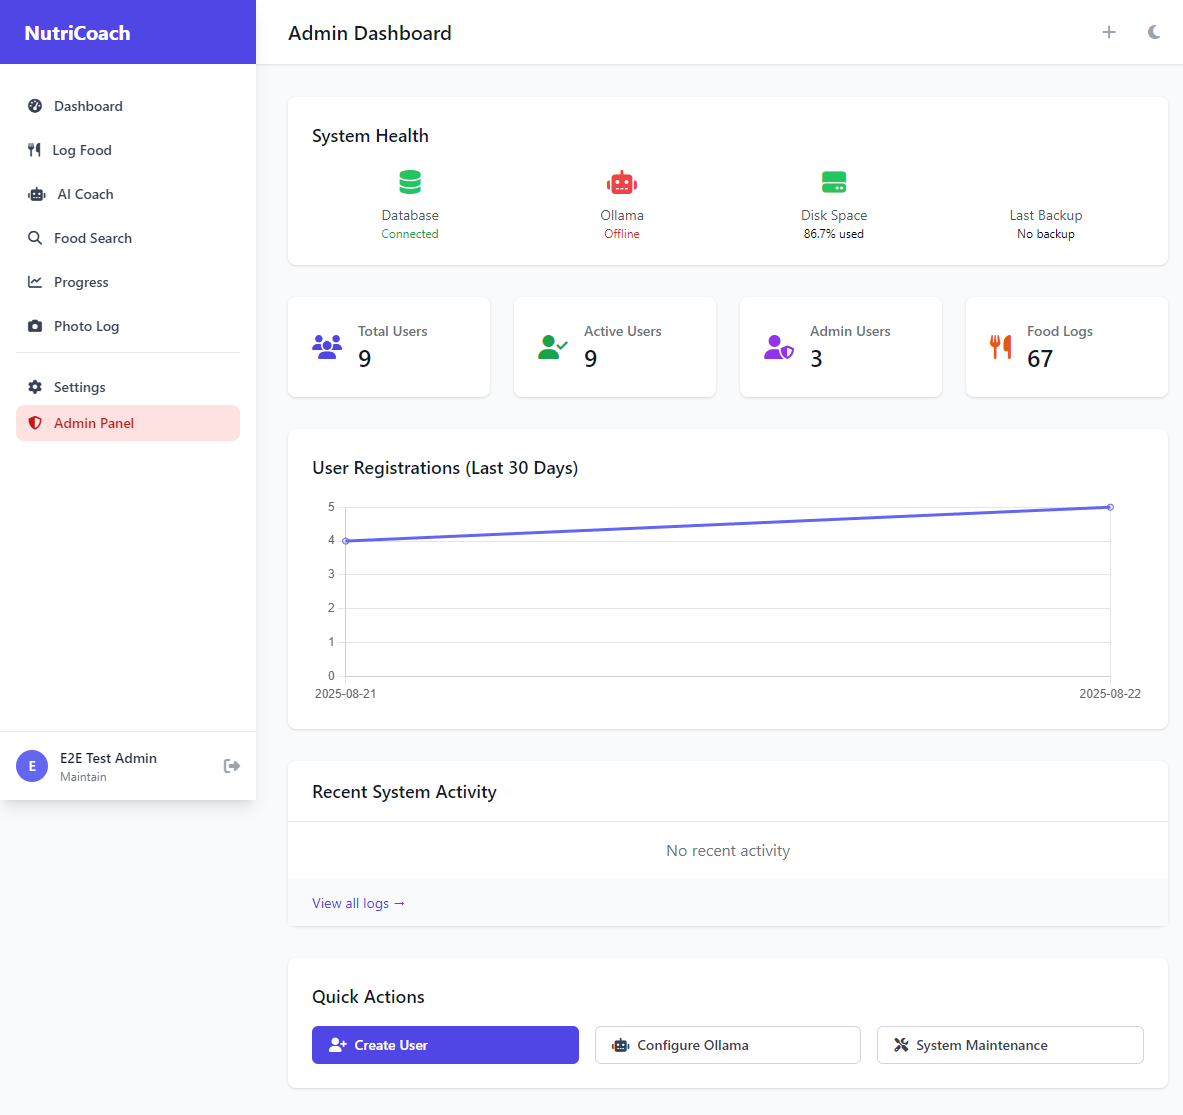 NutriCoach
Admin Dashboard
Dashboard
Log Food
AI Coach
Food Search
Progress
Photo Log
Settings
Admin Panel
E
E2E Test Admin
Maintain
System Health
Database
Connected
Ollama
Offline
Disk Space
86.7% used
Last Backup
No backup
Total Users
9
Active Users
9
Admin Users
3
Food Logs
67
User Registrations (Last 30 Days)
5
4
3
2
1
0
2025-08-21
2025-08-22
Recent System Activity
No recent activity
View all logs →
Quick Actions
Create User
Configure Ollama
System Maintenance